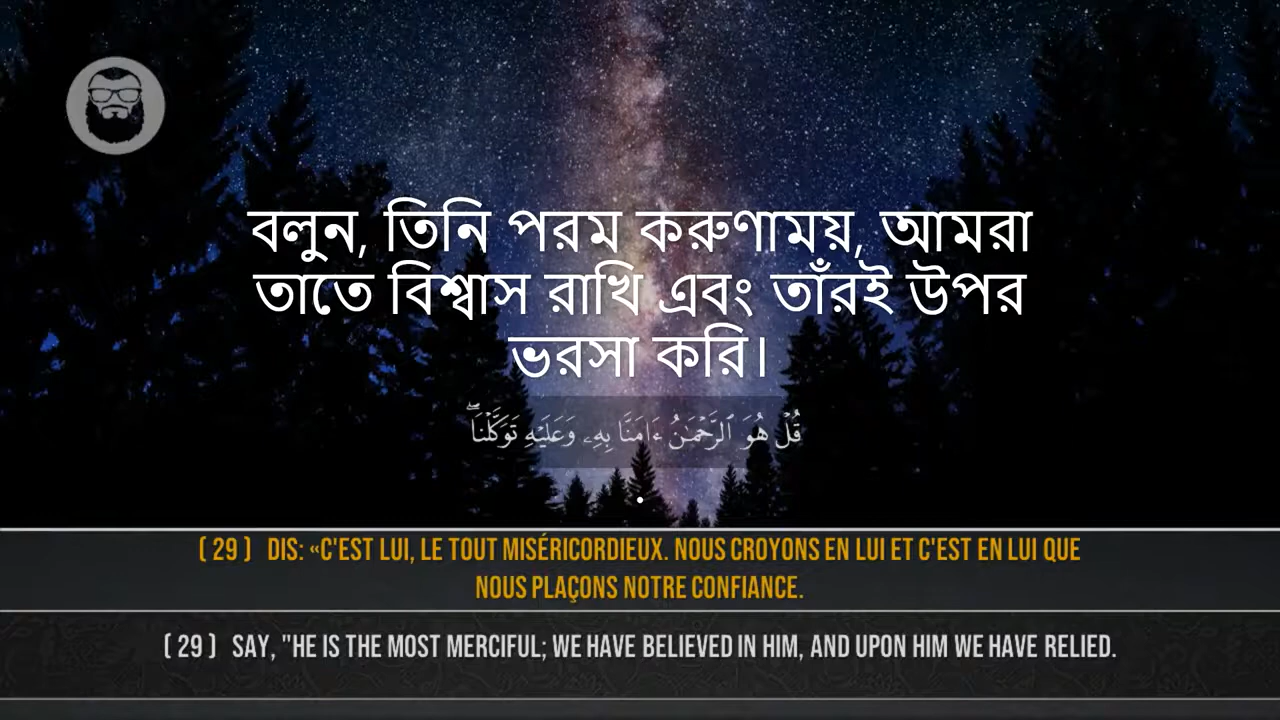 বলুন, তিনি পরম করুণাময়, আমরা
তাতে বিশ্বাস রাখি এবং তাঁরই উপর
ভরসা করি।
قُلْ هُوَ ٱلرَّحْمَـٰنُ ءَامَنَّا بِهِۦ وَعَلَيْهِ تَوَكَّلْنَا ۖ
.
( 29 ) DIS: «C'EST LUI, LE TOUT MISÉRICORDIEUX. NOUS CROYONS EN LUI ET C'EST EN LUI QUE
NOUS PLAÇONS NOTRE CONFIANCE.
( 29 ) SAY, "HE IS THE MOST MERCIFUL; WE HAVE BELIEVED IN HIM, AND UPON HIM WE HAVE RELIED.